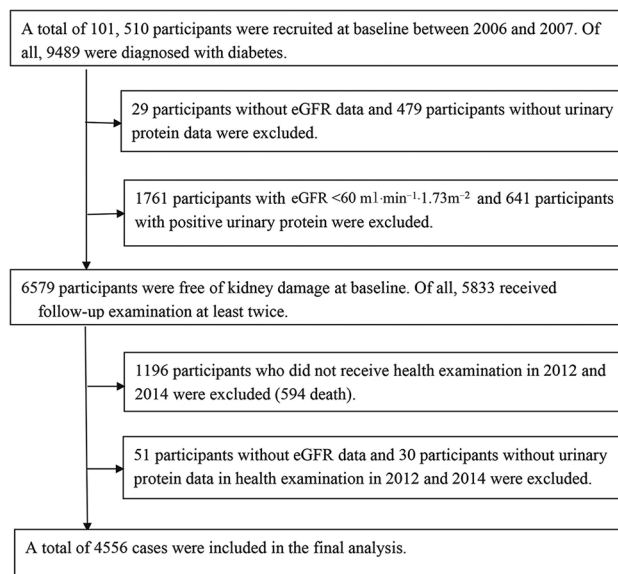 A total of 101, 510 participants were recruited at baseline between 2006 and 2007. Of
all, 9489 were diagnosed with diabetes.
29 participants without eGFR data and 479 participants without urinary
protein data were excluded.
1761 participants with eGFR <60 ml·min⁻¹·1.73m⁻² and 641 participants
with positive urinary protein were excluded.
6579 participants were free of kidney damage at baseline. Of all, 5833 received
follow-up examination at least twice.
1196 participants who did not receive health examination in 2012 and
2014 were excluded (594 death).
51 participants without eGFR data and 30 participants without urinary
protein data in health examination in 2012 and 2014 were excluded.
A total of 4556 cases were included in the final analysis.